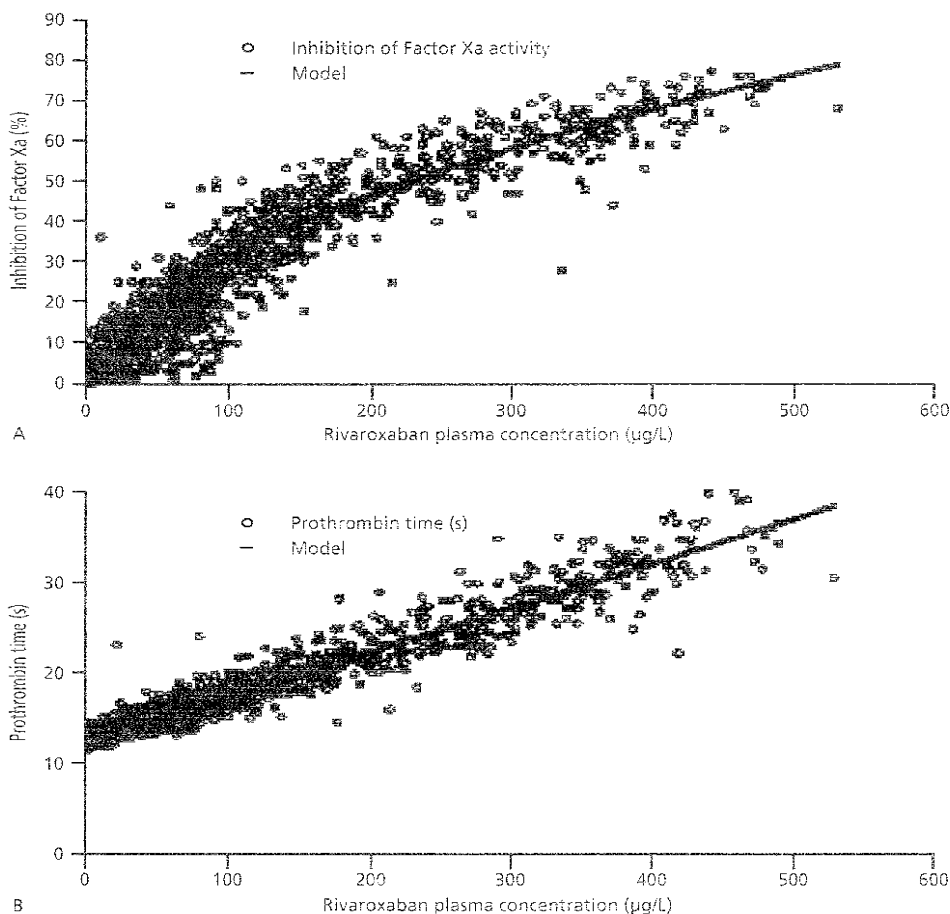 90
80
70
60
50
40
30
20
10
0
Inhibition of Factor Xa (%)
Inhibition of Factor Xa activity
Model
0 100 200 300 400 500 600
A
Rivaroxaban plasma concentration (µg/L)
40
30
20
10
0
Prothrombin time (s)
Prothrombin time (s)
Model
0 100 200 300 400 500 600
B
Rivaroxaban plasma concentration (µg/L)